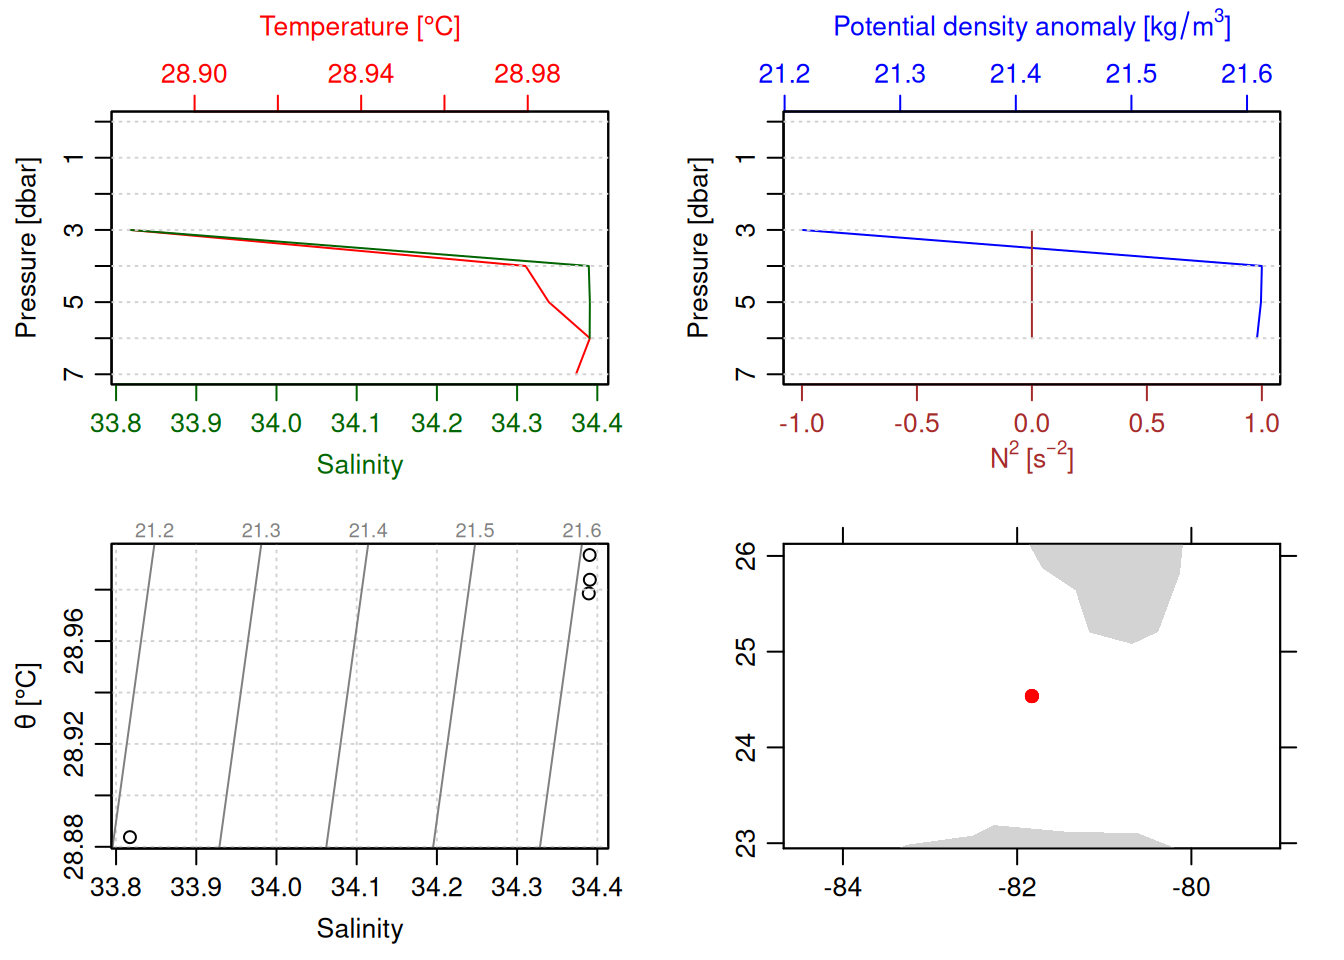 Temperature [°C]
28.90 28.94 28.98
Pressure [dbar]
1
3
5
7
33.8 33.9 34.0 34.1 34.2 34.3 34.4
Salinity
Potential density anomaly [kg/m³]
21.2 21.3 21.4 21.5 21.6
Pressure [dbar]
1
3
5
7
-1.0 -0.5 0.0 0.5 1.0
N² [s⁻²]
21.2 21.3 21.4 21.5 21.6
θ [°C]
28.96
28.92
28.88
33.8 33.9 34.0 34.1 34.2 34.3 34.4
Salinity
26
25
24
23
-84 -82 -80